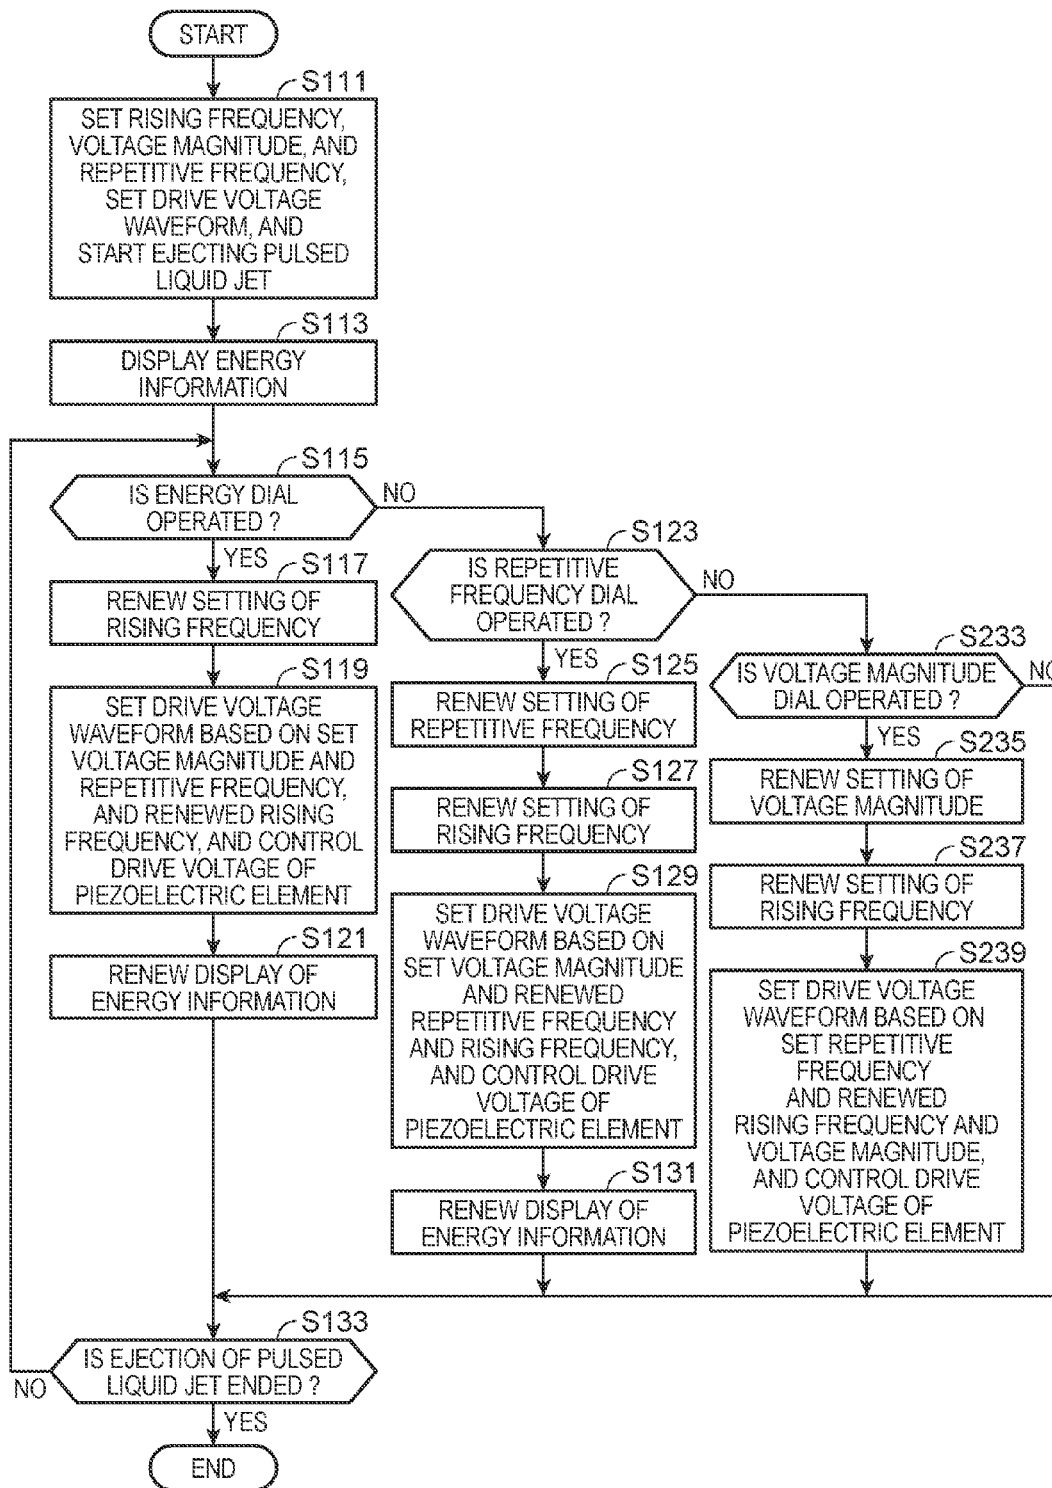 START
S111
SET RISING FREQUENCY,
VOLTAGE MAGNITUDE, AND
REPETITIVE FREQUENCY,
SET DRIVE VOLTAGE
WAVEFORM, AND
START EJECTING PULSED
LIQUID JET
S113
DISPLAY ENERGY
INFORMATION
S115
IS ENERGY DIAL
OPERATED ?
NO
YES
S117
RENEW SETTING OF
RISING FREQUENCY
S119
SET DRIVE VOLTAGE
WAVEFORM BASED ON SET
VOLTAGE MAGNITUDE AND
REPETITIVE FREQUENCY,
AND RENEWED RISING
FREQUENCY, AND CONTROL
DRIVE VOLTAGE OF
PIEZOELECTRIC ELEMENT
S121
RENEW DISPLAY OF
ENERGY INFORMATION
S123
IS REPETITIVE
FREQUENCY DIAL
OPERATED ?
NO
YES
S125
RENEW SETTING OF
REPETITIVE FREQUENCY
S127
RENEW SETTING OF
RISING FREQUENCY
S129
SET DRIVE VOLTAGE
WAVEFORM BASED ON
SET VOLTAGE MAGNITUDE
AND RENEWED
REPETITIVE FREQUENCY
AND RISING FREQUENCY,
AND CONTROL DRIVE
VOLTAGE OF
PIEZOELECTRIC ELEMENT
S131
RENEW DISPLAY OF
ENERGY INFORMATION
S233
IS VOLTAGE MAGNITUDE
DIAL OPERATED ?
NO
YES
S235
RENEW SETTING OF
VOLTAGE MAGNITUDE
S237
RENEW SETTING OF
RISING FREQUENCY
S239
SET DRIVE VOLTAGE
WAVEFORM BASED ON
SET REPETITIVE
FREQUENCY
AND RENEWED
RISING FREQUENCY AND
VOLTAGE MAGNITUDE,
AND CONTROL DRIVE
VOLTAGE OF
PIEZOELECTRIC ELEMENT
S133
IS EJECTION OF PULSED
LIQUID JET ENDED ?
NO
YES
END